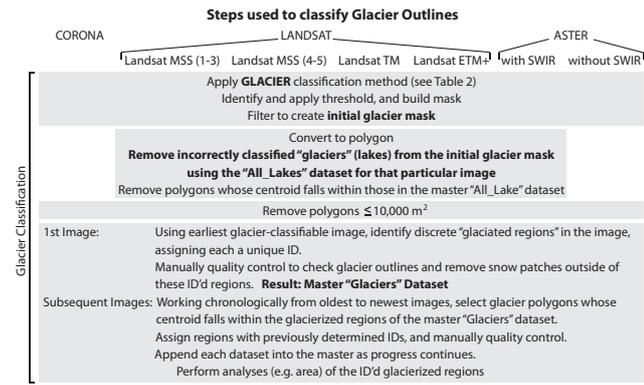 Steps used to classify Glacier Outlines
CORONA LANDSAT ASTER
Landsat MSS (1-3) Landsat MSS (4-5) Landsat TM Landsat ETM+ with SWIR without SWIR
Glacier Classification
Apply GLACIER classification method (see Table 2)
Identify and apply threshold, and build mask
Filter to create initial glacier mask
Convert to polygon
Remove incorrectly classified "glaciers" (lakes) from the initial glacier mask
using the "All_Lakes" dataset for that particular image
Remove polygons whose centroid falls within those in the master "All_Lake" dataset
Remove polygons ≤10,000 m²
1st Image: Using earliest glacier-classifiable image, identify discrete "glaciated regions" in the image,
assigning each a unique ID.
Manually quality control to check glacier outlines and remove snow patches outside of
these ID'd regions. Result: Master "Glaciers" Dataset
Subsequent Images: Working chronologically from oldest to newest images, select glacier polygons whose
centroid falls within the glacierized regions of the master "Glaciers" dataset.
Assign regions with previously determined IDs, and manually quality control.
Append each dataset into the master as progress continues.
Perform analyses (e.g. area) of the ID'd glacierized regions